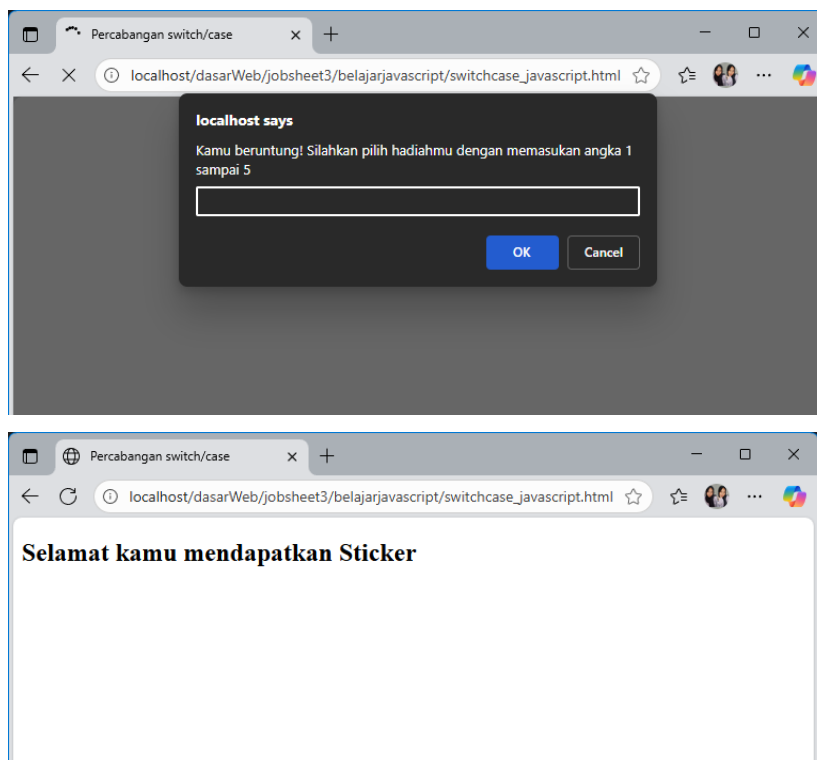 Percabangan switch/case
localhost/dasarWeb/jobsheet3/belajarjavascript/switchcase_javascript.html
localhost says
Kamu beruntung! Silahkan pilih hadiahmu dengan memasukan angka 1
sampai 5
OK Cancel
Percabangan switch/case
localhost/dasarWeb/jobsheet3/belajarjavascript/switchcase_javascript.html
Selamat kamu mendapatkan Sticker